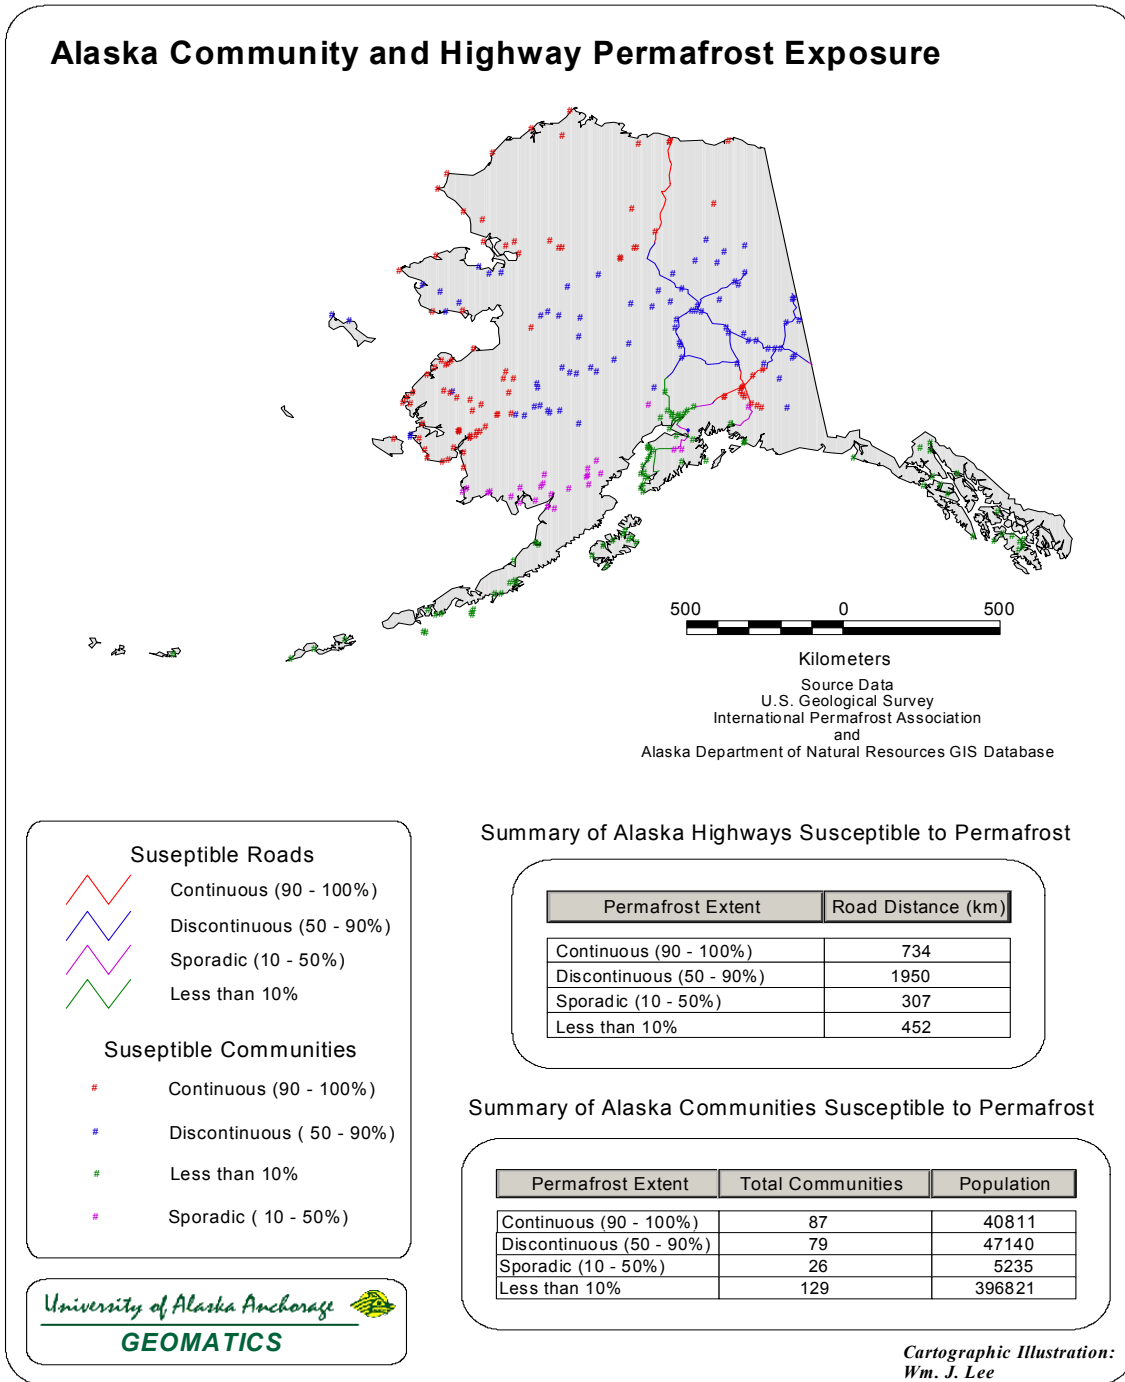 Alaska Community and Highway Permafrost Exposure
500 0 500
Kilometers
Source Data
U.S. Geological Survey
International Permafrost Association
and
Alaska Department of Natural Resources GIS Database
Suseptible Roads
Continuous (90 - 100%)
Discontinuous (50 - 90%)
Sporadic (10 - 50%)
Less than 10%
Suseptible Communities
# Continuous (90 - 100%)
# Discontinuous ( 50 - 90%)
# Less than 10%
# Sporadic ( 10 - 50%)
University of Alaska Anchorage
GEOMATICS
Summary of Alaska Highways Susceptible to Permafrost
Permafrost Extent Road Distance (km)
Continuous (90 - 100%) 734
Discontinuous (50 - 90%) 1950
Sporadic (10 - 50%) 307
Less than 10% 452
Summary of Alaska Communities Susceptible to Permafrost
Permafrost Extent Total Communities Population
Continuous (90 - 100%) 87 40811
Discontinuous (50 - 90%) 79 47140
Sporadic (10 - 50%) 26 5235
Less than 10% 129 396821
Cartographic Illustration:
Wm. J. Lee